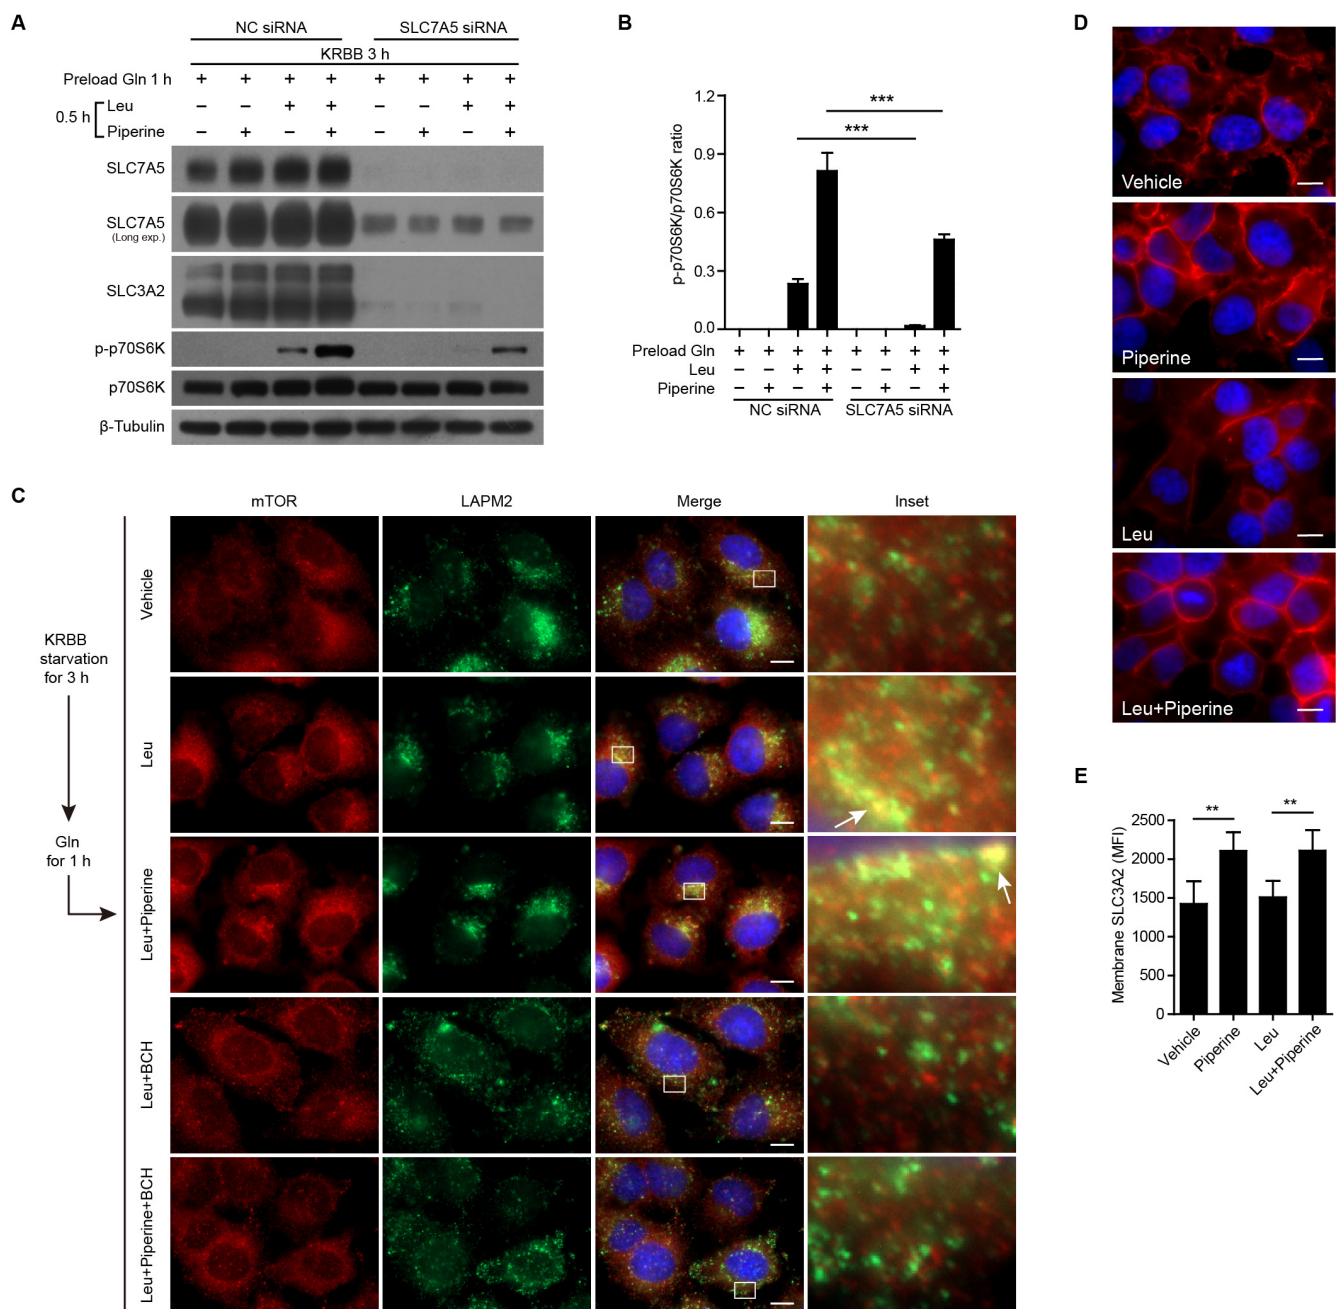 A
NC siRNA SLC7A5 siRNA
KRBB 3 h
Preload Gln 1 h + + + + + + + +
Leu – – + + – – + +
0.5 h
Piperine – + – + – + – +
SLC7A5
SLC7A5
(Long exp.)
SLC3A2
p-p70S6K
p70S6K
β-Tubulin
B
p-p70S6K/p70S6K ratio
1.2
0.9
0.6
0.3
0.0
***
***
Preload Gln + + + + + + + +
Leu – – + + – – + +
Piperine – + – + – + – +
NC siRNA SLC7A5 siRNA
C
mTOR LAPM2 Merge Inset
KRBB
starvation
for 3 h
Gln
for 1 h
Vehicle
Leu
Leu+Piperine
Leu+BCH
Leu+Piperine+BCH
D
Vehicle
Piperine
Leu
Leu+Piperine
E
Membrane SLC3A2 (MFI)
2500
2000
1500
1000
500
0
** **
Vehicle
Piperine
Leu
Leu+Piperine